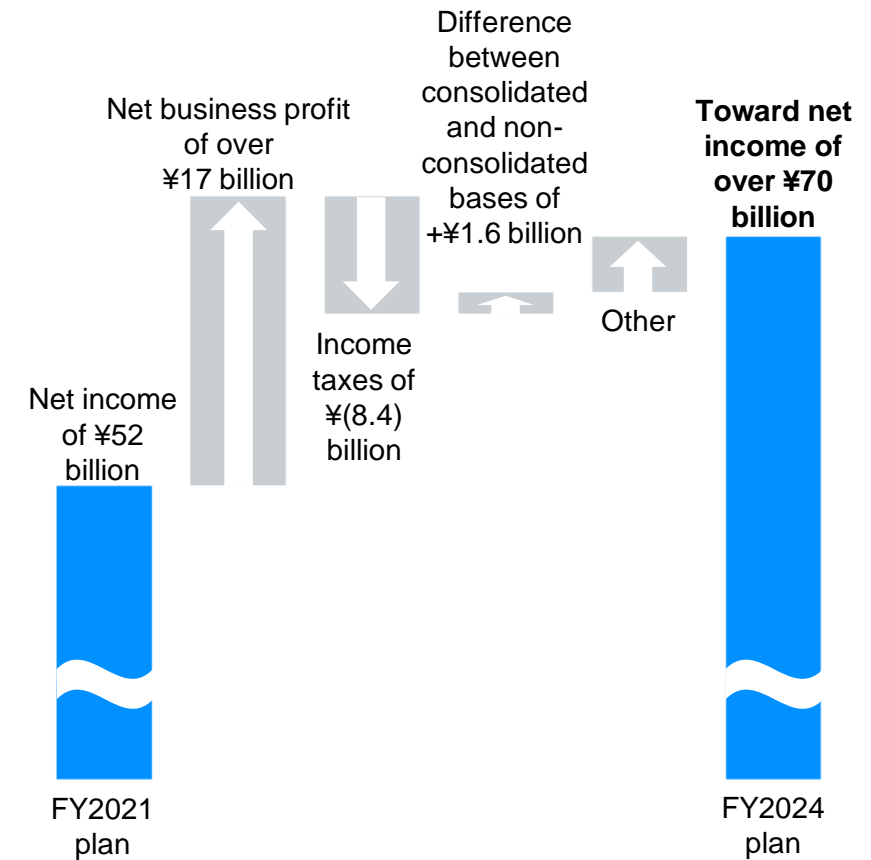 Net income
of ¥52
billion
FY2021
plan
Net business profit
of over
¥17 billion
Income
taxes of
¥(8.4)
billion
Difference
between
consolidated
and non-
consolidated
bases of
+¥1.6 billion
Other
Toward net
income of
over ¥70
billion
FY2024
plan